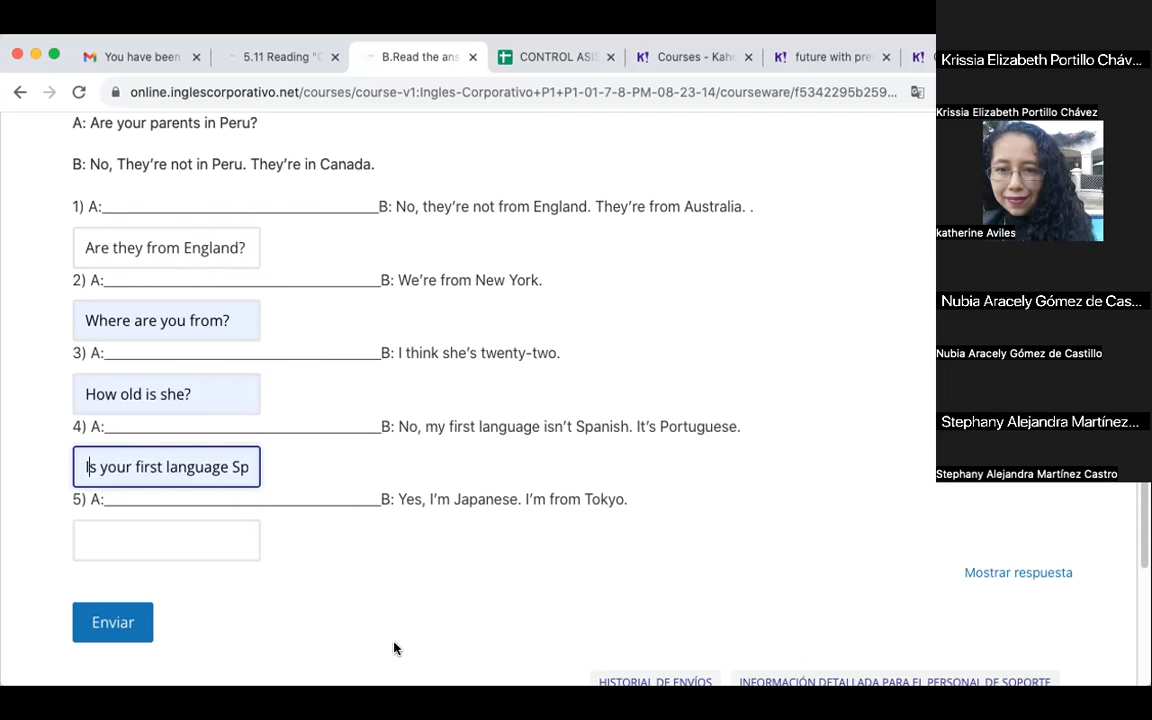 You have been
5.11 Reading "C
B.Read the ans
CONTROL ASIS
Courses - Kaho
future with pre
online.inglescorporativo.net/courses/course-v1:Ingles-Corporativo+P1+P1-01-7-8-PM-08-23-14/courseware/f5342295b259...
A: Are your parents in Peru?
B: No, They're not in Peru. They're in Canada.
1) A:__________________________________B: No, they're not from England. They're from Australia. .
Are they from England?
2) A:__________________________________B: We're from New York.
Where are you from?
3) A:__________________________________B: I think she's twenty-two.
How old is she?
4) A:__________________________________B: No, my first language isn't Spanish. It's Portuguese.
Is your first language Sp
5) A:__________________________________B: Yes, I'm Japanese. I'm from Tokyo.
Mostrar respuesta
Enviar
HISTORIAL DE ENVÍOS
INFORMACIÓN DETALLADA PARA EL PERSONAL DE SOPORTE
Krissia Elizabeth Portillo Cháv...
Krissia Elizabeth Portillo Chávez
katherine Aviles
Nubia Aracely Gómez de Cas...
Nubia Aracely Gómez de Castillo
Stephany Alejandra Martínez...
Stephany Alejandra Martínez Castro